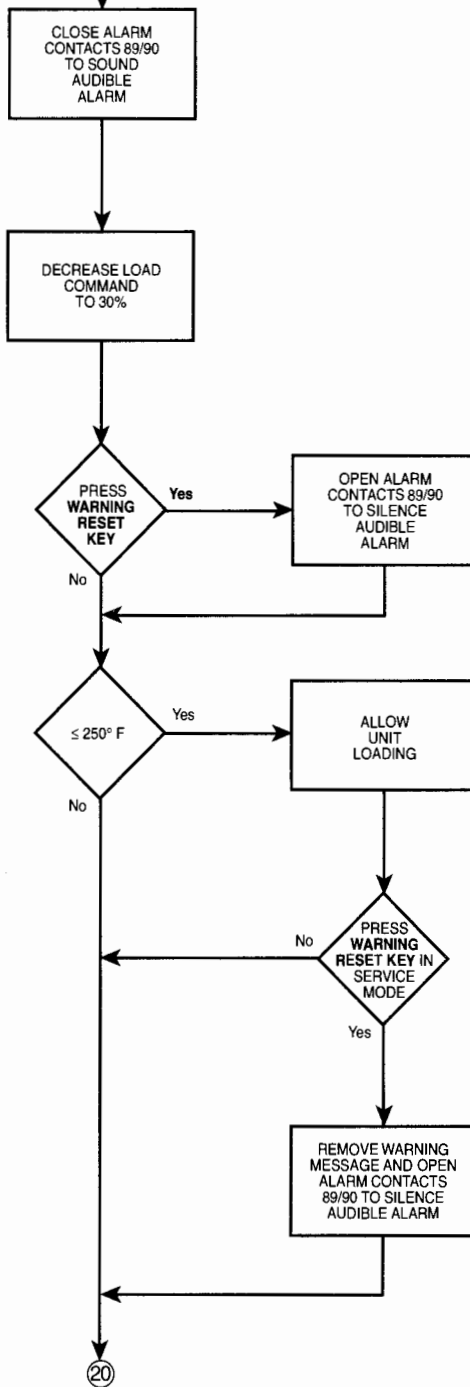 CLOSE ALARM
CONTACTS 89/90
TO SOUND
AUDIBLE
ALARM
DECREASE LOAD
COMMAND
TO 30%
PRESS
WARNING
RESET
KEY
Yes
No
OPEN ALARM
CONTACTS 89/90
TO SILENCE
AUDIBLE
ALARM
≤ 250° F
Yes
No
ALLOW
UNIT
LOADING
PRESS
WARNING
RESET KEY IN
SERVICE
MODE
No
Yes
REMOVE WARNING
MESSAGE AND OPEN
ALARM CONTACTS
89/90 TO SILENCE
AUDIBLE ALARM
20